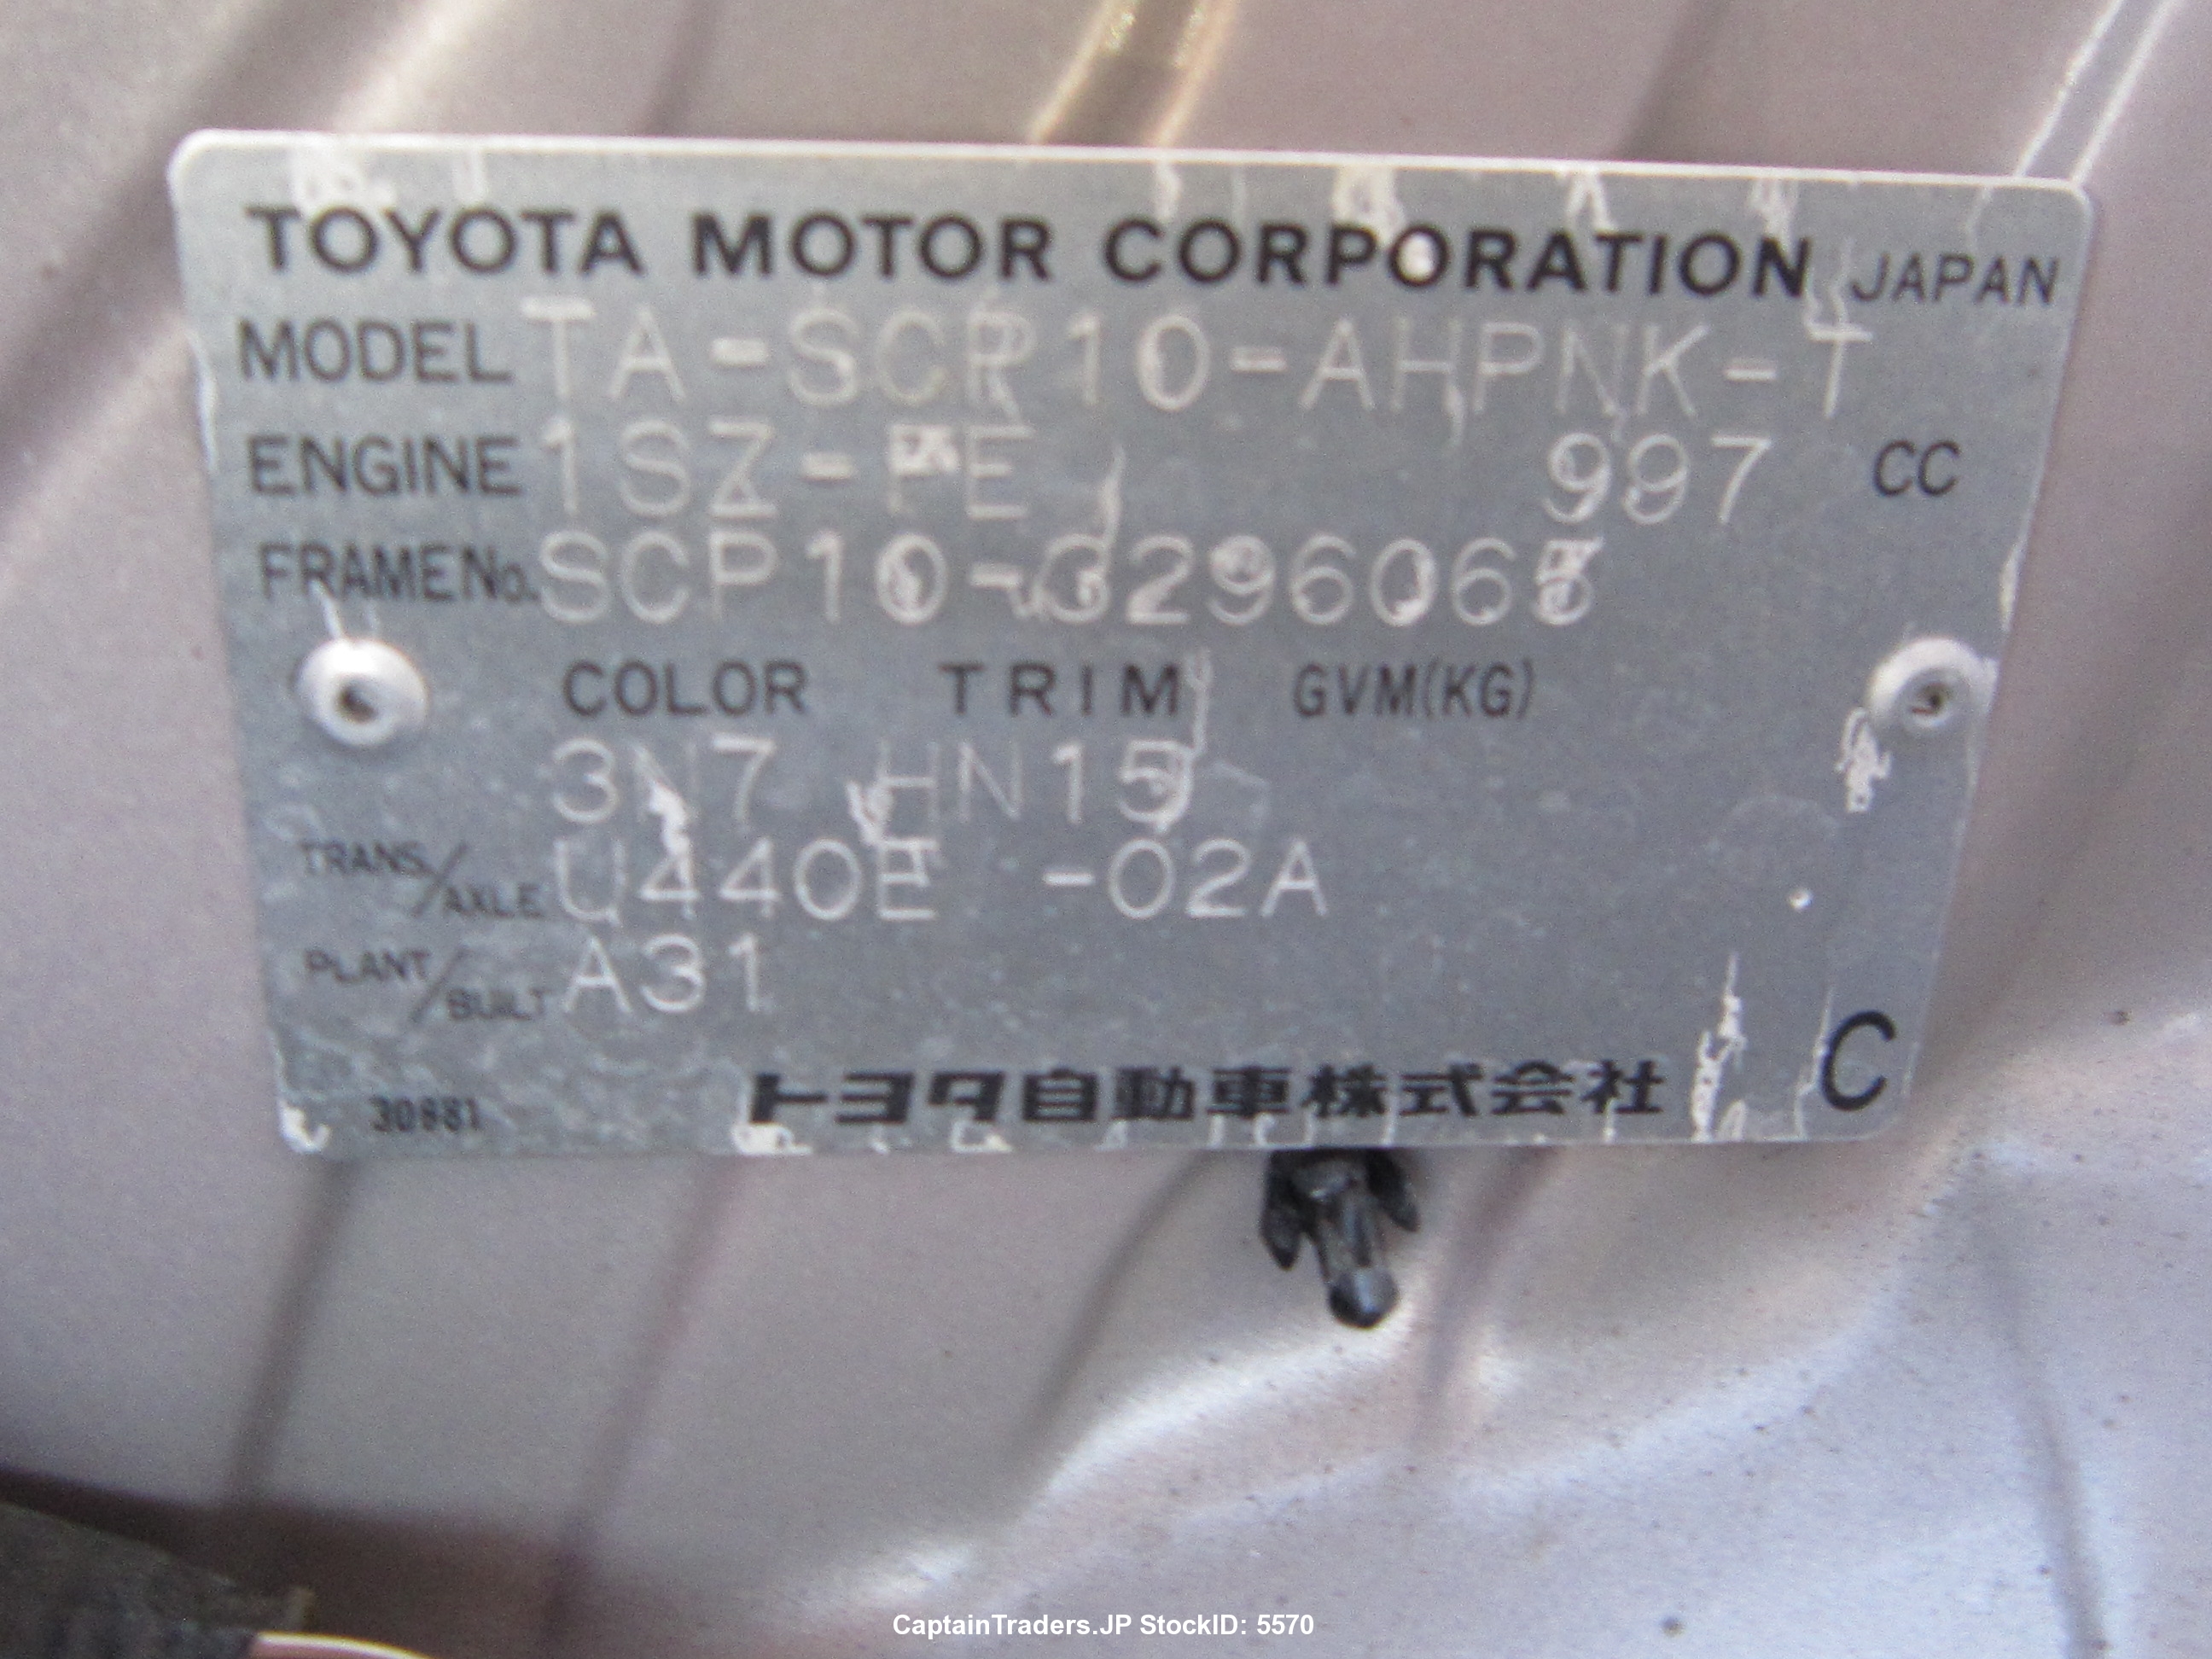 TOYOTA MOTOR CORPORATION JAPAN
MODEL TA-SCP10-AHPNK-T
ENGINE 1SZ-FE 997 CC
FRAME No.
COLOR TRIM GVM(KG)
3N7 HN15
TRANS/AXLE U440E -02A
PLANT/BUILT A31
30981
トヨタ自動車株式会社 C
CaptainTraders.JP StockID: 5570